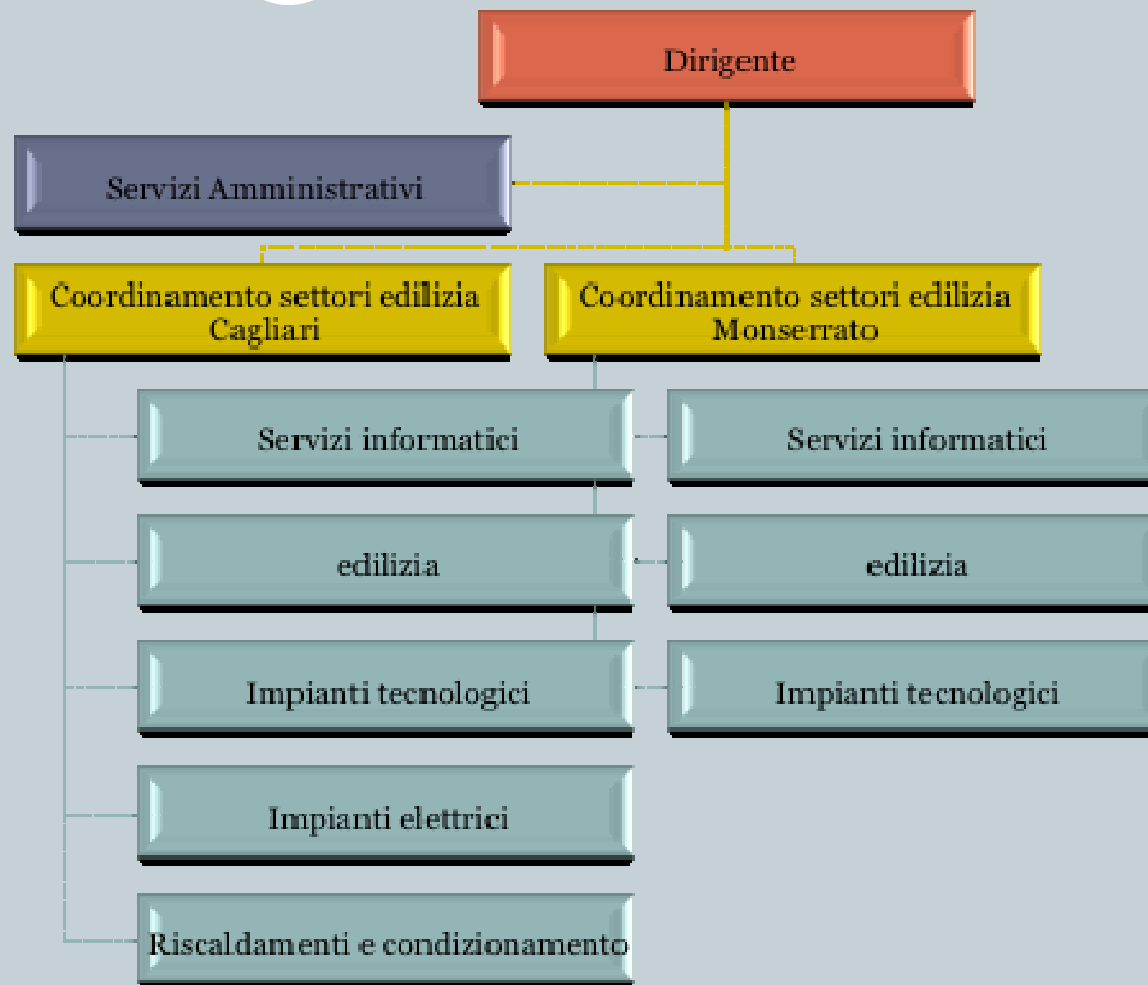 Dirigente
Servizi Amministrativi
Coordinamento settori edilizia
Cagliari
Coordinamento settori edilizia
Monserrato
Servizi informatici
Servizi informatici
edilizia
edilizia
Impianti tecnologici
Impianti tecnologici
Impianti elettrici
Riscaldamenti e condizionamento